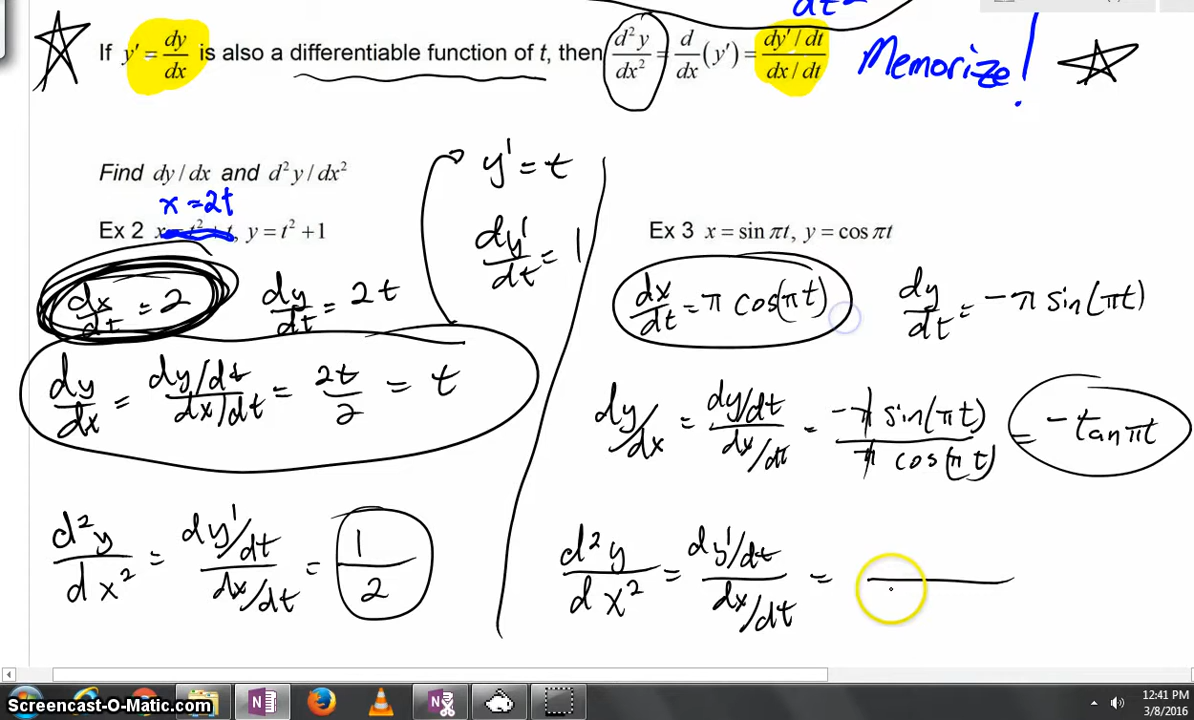 dt²
If y' = dy/dx is also a differentiable function of t, then d²y/dx² = d/dx (y') = dy'/dt / dx/dt
Memorize!
Find dy/dx and d²y/dx²
x = 2t
Ex 2 x = t² + t, y = t² + 1
dx/dt = 2
dy/dt = 2t
dy/dx = dy/dt / dx/dt = 2t/2 = t
y' = t
dy'/dt = 1
d²y/dx² = dy'/dt / dx/dt = 1/2
Ex 3 x = sin πt, y = cos πt
dx/dt = π cos(πt)
dy/dt = -π sin(πt)
dy/dx = dy/dt / dx/dt = -π sin(πt) / π cos(πt) = -tan πt
d²y/dx² = dy'/dt / dx/dt =
Screencast-O-Matic.com
12:41 PM
3/8/2016